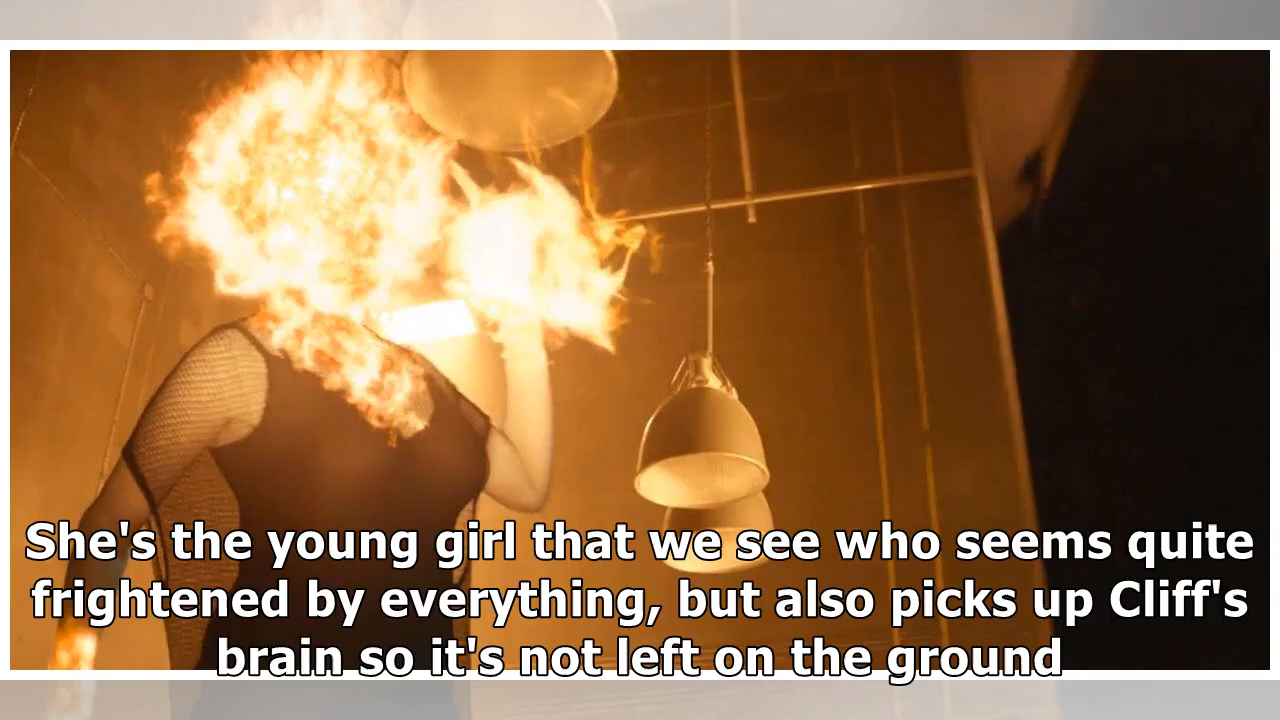 She's the young girl that we see who seems quite
frightened by everything, but also picks up Cliff's
brain so it's not left on the ground